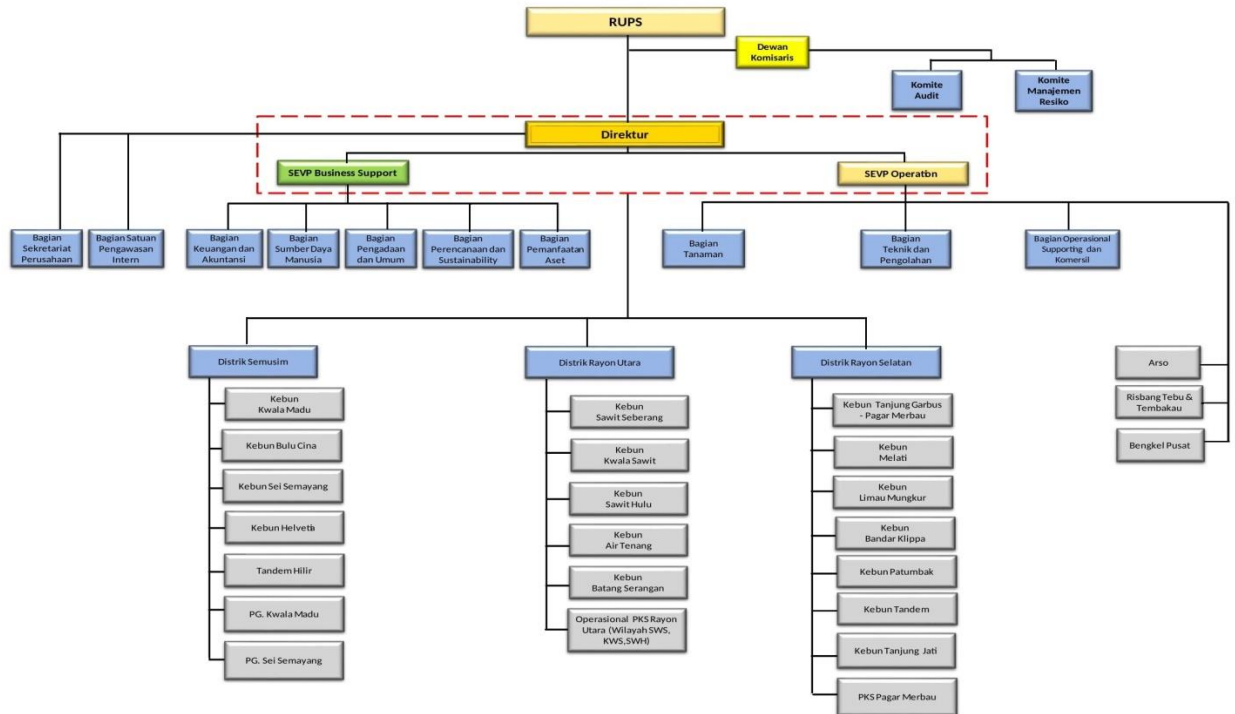 RUPS
Dewan
Komisaris
Komite
Audit
Komite
Manajemen
Resiko
Direktur
SEVP Business Support
SEVP Operatbn
Bagian
Sekretariat
Perusahaan
Bagian Satuan
Pengawasan
Intern
Bagian
Keuangan dan
Akuntansi
Bagian
Sumber Daya
Manusia
Bagian
Pengadaan
dan Umum
Bagian
Perencanaan dan
Sustainability
Bagian
Pemanfaatan
Aset
Bagian
Tanaman
Bagian
Teknik dan
Pengolahan
Bagian Operasional
Supporting dan
Komersil
Distrik Semusim
Kebun
Kwala Madu
Kebun Bulu Cina
Kebun Sei Semayang
Kebun Helvetia
Tandem Hilir
PG. Kwala Madu
PG. Sei Semayang
Distrik Rayon Utara
Kebun
Sawit Seberang
Kebun
Kwala Sawit
Kebun
Sawit Hulu
Kebun
Air Tenang
Kebun
Batang Serangan
Operasional PKS Rayon
Utara (Wilayah SWS,
KWS,SWH)
Distrik Rayon Selatan
Kebun Tanjung Garbus
- Pagar Merbau
Kebun
Melati
Kebun
Limau Mungkur
Kebun
Bandar Klippa
Kebun Patumbak
Kebun Tandem
Kebun Tanjung Jati
PKS Pagar Merbau
Arso
Risbang Tebu &
Tembakau
Bengkel Pusat